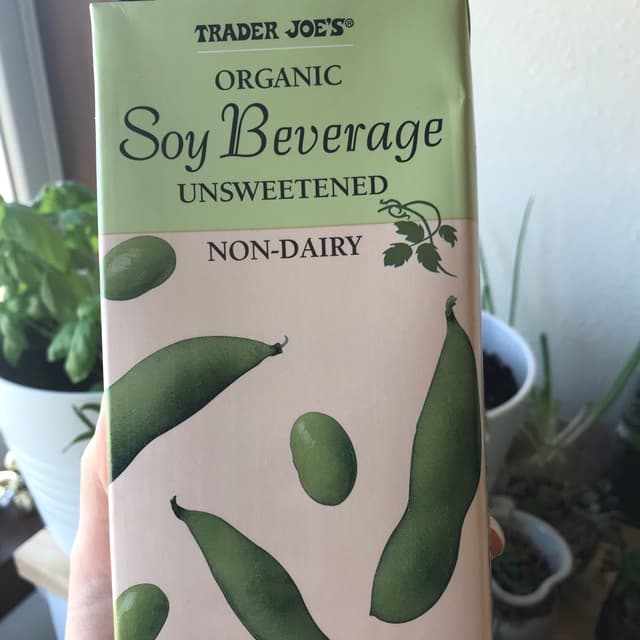 TRADER JOE'S®
ORGANIC
Soy Beverage
UNSWEETENED
NON-DAIRY